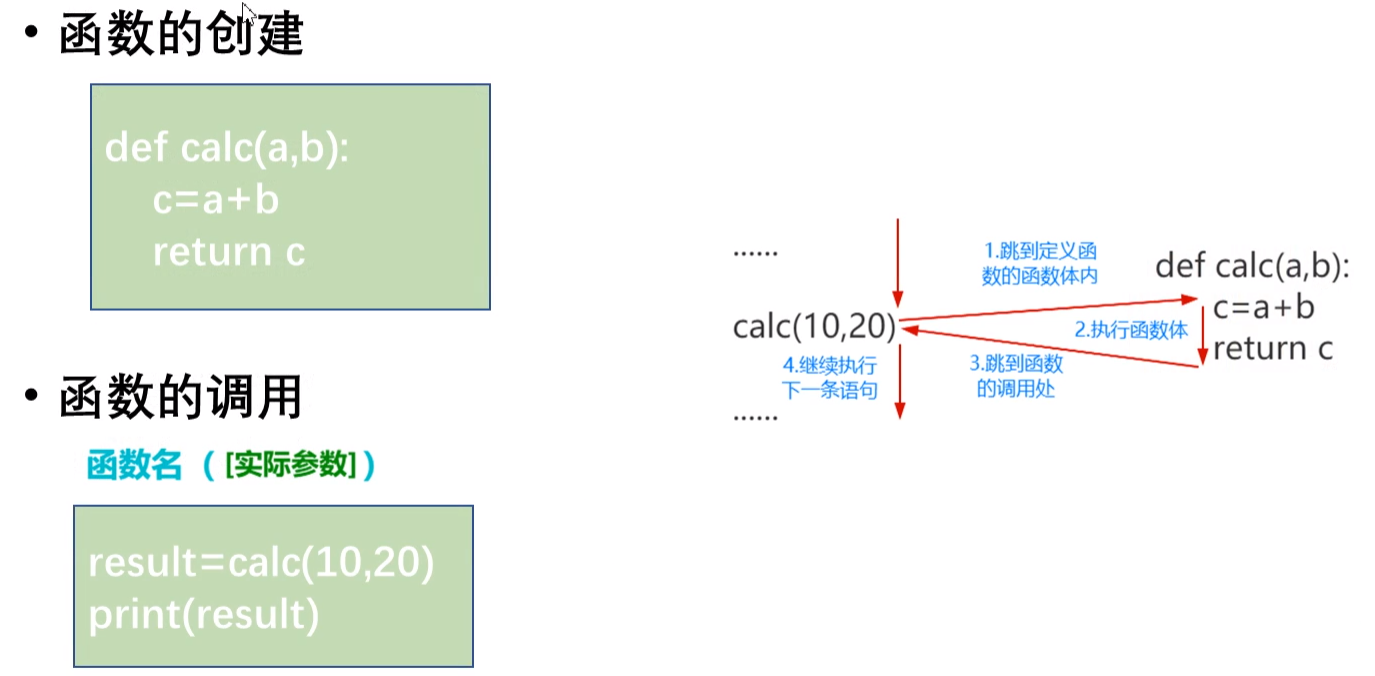 • 函数的创建
def calc(a,b):
c=a+b
return c
• 函数的调用
函数名（[实际参数]）
result=calc(10,20)
print(result)
......
calc(10,20)
......
1.跳到定义函
数的函数体内
2.执行函数体
3.跳到函数
的调用处
4.继续执行
下一条语句
def calc(a,b):
c=a+b
return c